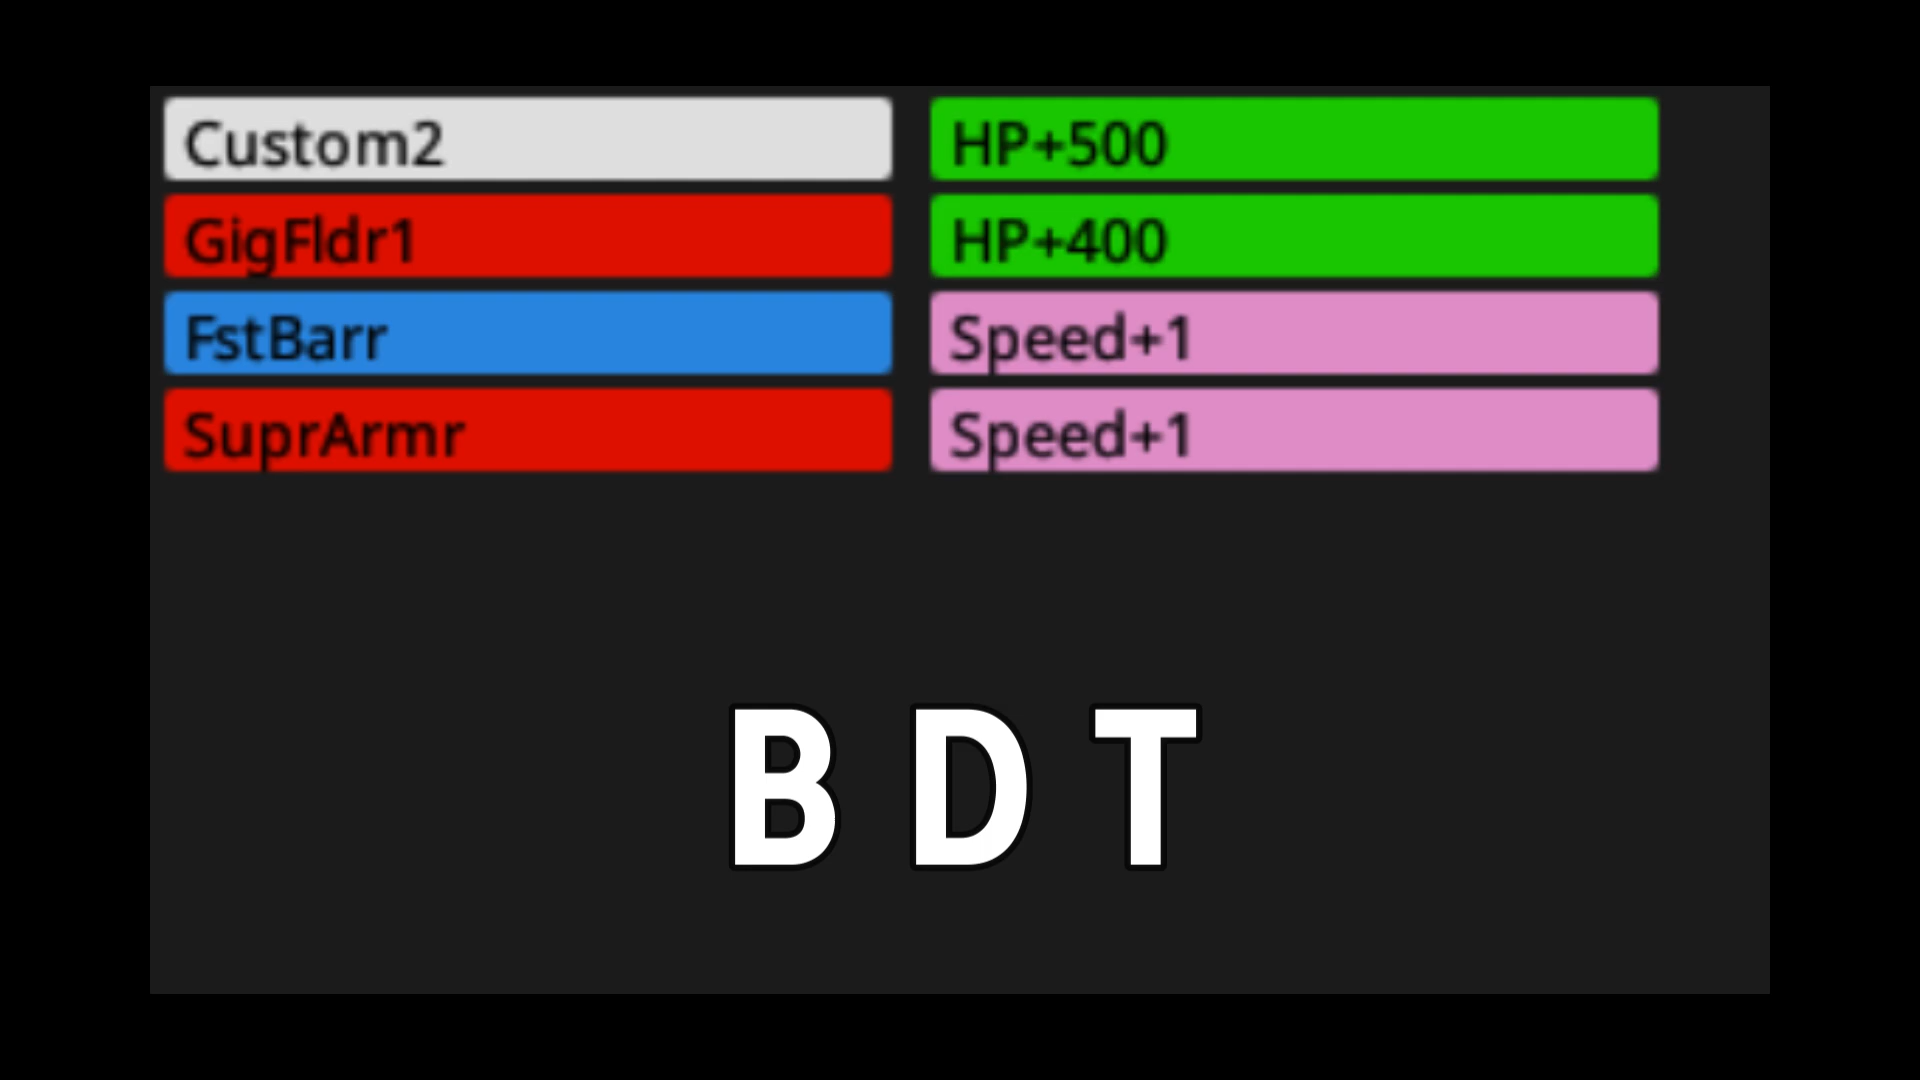 Custom2
GigFldr1
FstBarr
SuprArmr
HP+500
HP+400
Speed+1
Speed+1
B D T